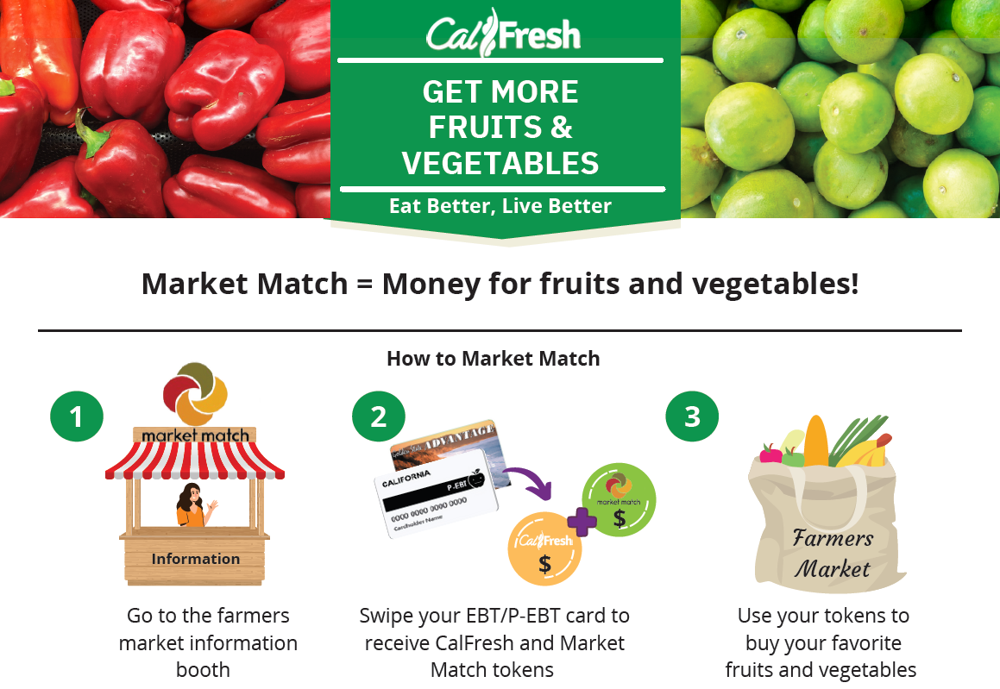 CalFresh
GET MORE
FRUITS &
VEGETABLES
Eat Better, Live Better
Market Match = Money for fruits and vegetables!
How to Market Match
1
market match
Information
Go to the farmers
market information
booth
2
Golden State ADVANTAGE
CALIFORNIA
P-EBT
0000 0000 0000 0000
Cardholder Name
CalFresh
$
market match
$
Swipe your EBT/P-EBT card to
receive CalFresh and Market
Match tokens
3
Farmers
Market
Use your tokens to
buy your favorite
fruits and vegetables